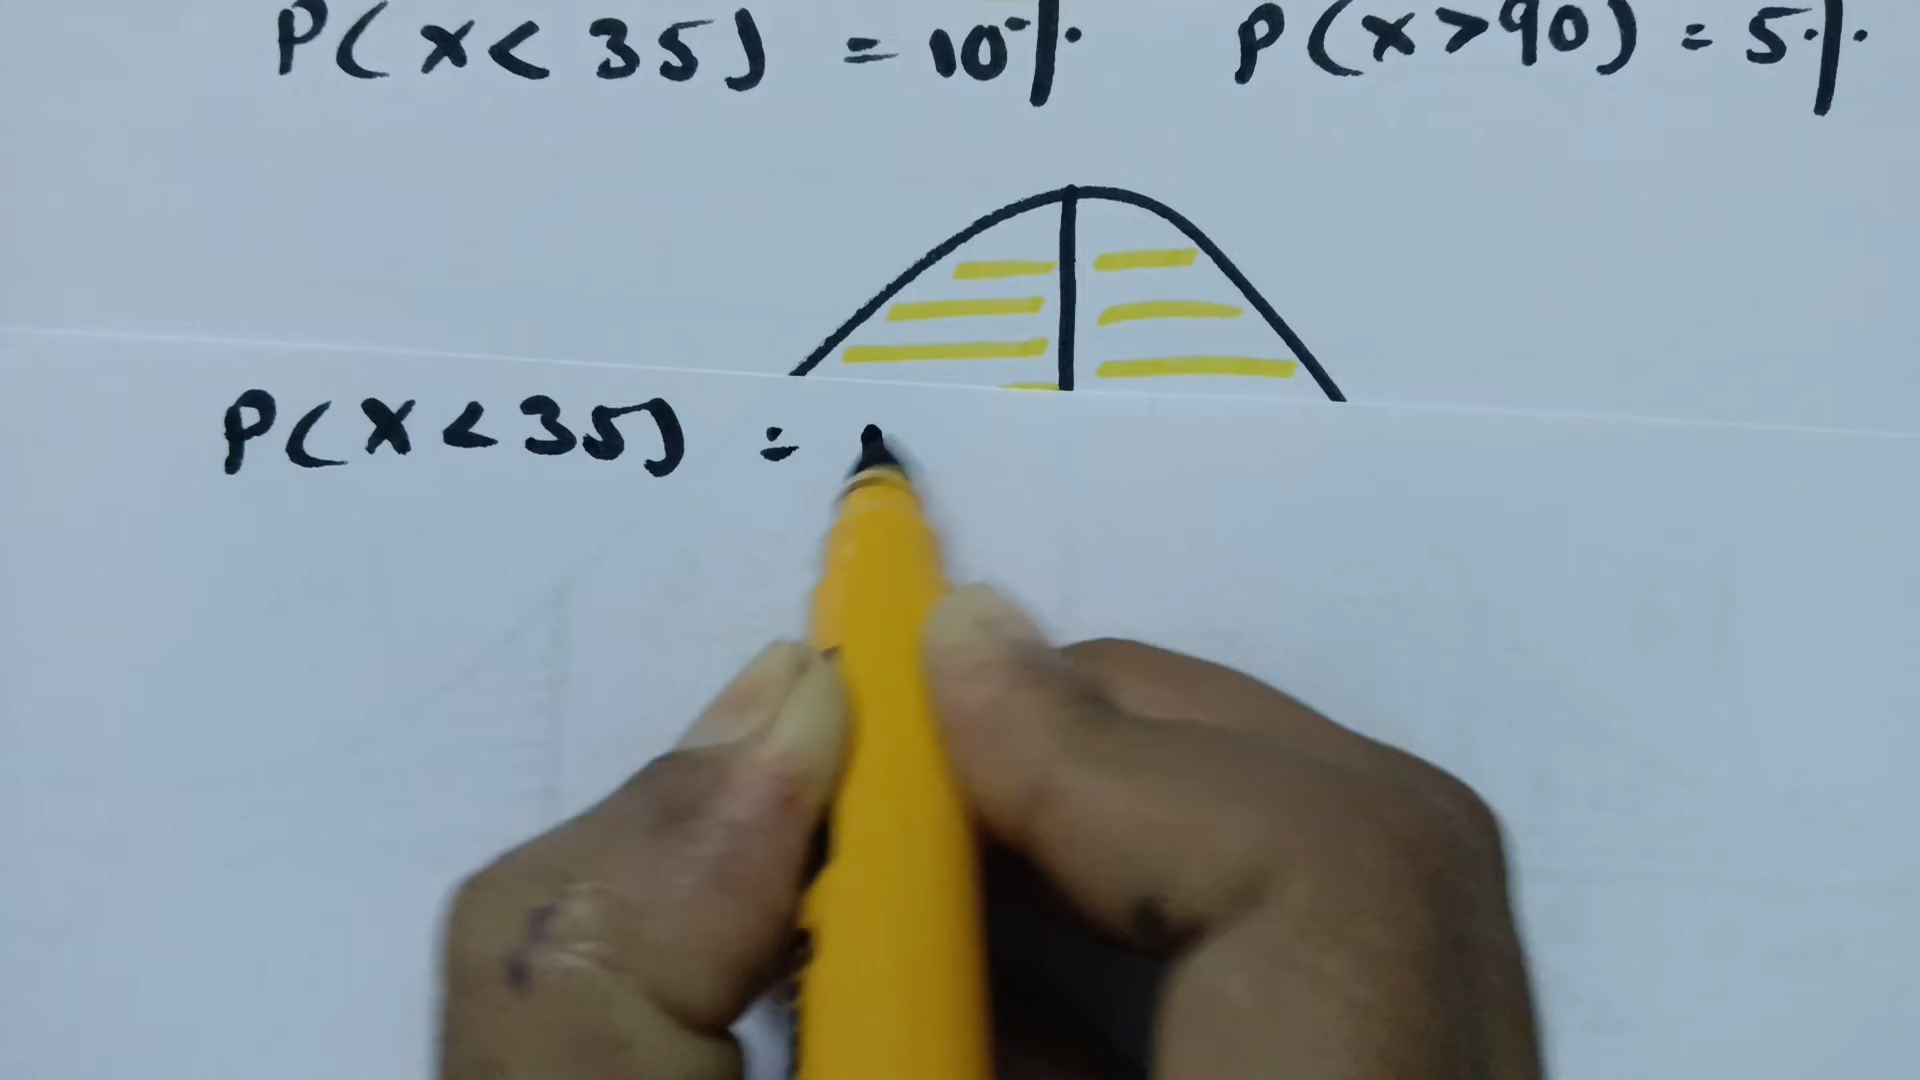 P(x<35) = 10% P(x>90) = 5%
P(x<35) =